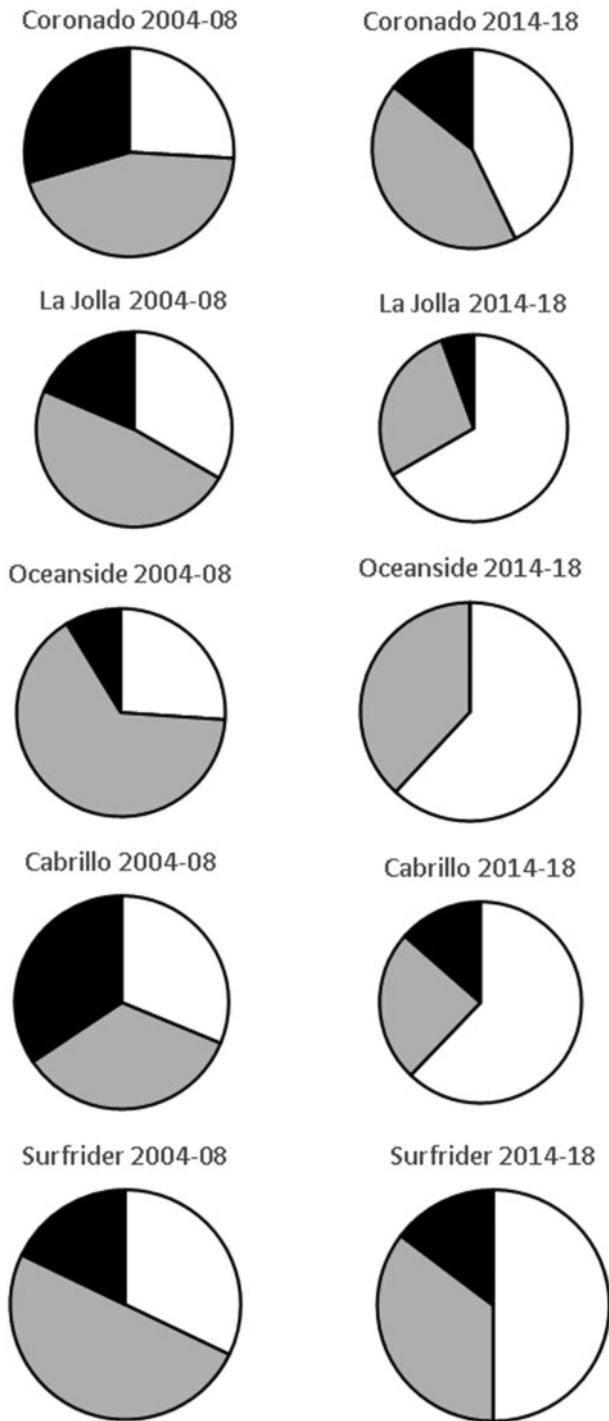 Coronado 2004-08
Coronado 2014-18
La Jolla 2004-08
La Jolla 2014-18
Oceanside 2004-08
Oceanside 2014-18
Cabrillo 2004-08
Cabrillo 2014-18
Surfrider 2004-08
Surfrider 2014-18